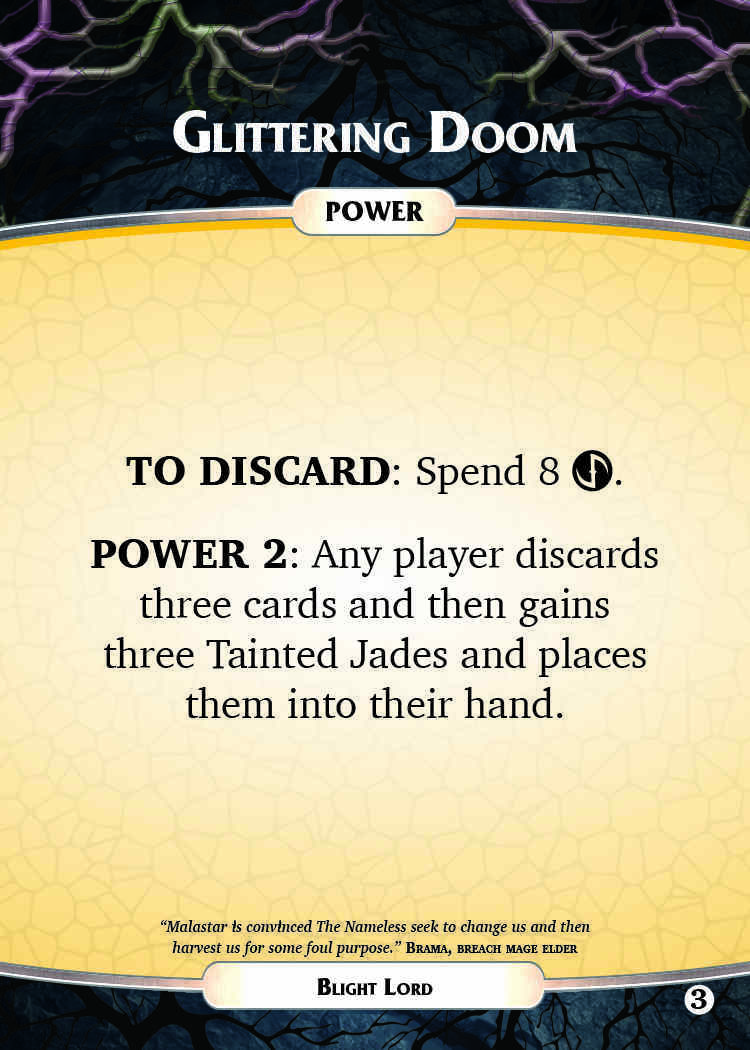 Glittering Doom
POWER
TO DISCARD: Spend 8 .
POWER 2: Any player discards
three cards and then gains
three Tainted Jades and places
them into their hand.
“Malastar is convinced The Nameless seek to change us and then
harvest us for some foul purpose.” Brama, breach mage elder
Blight Lord
3